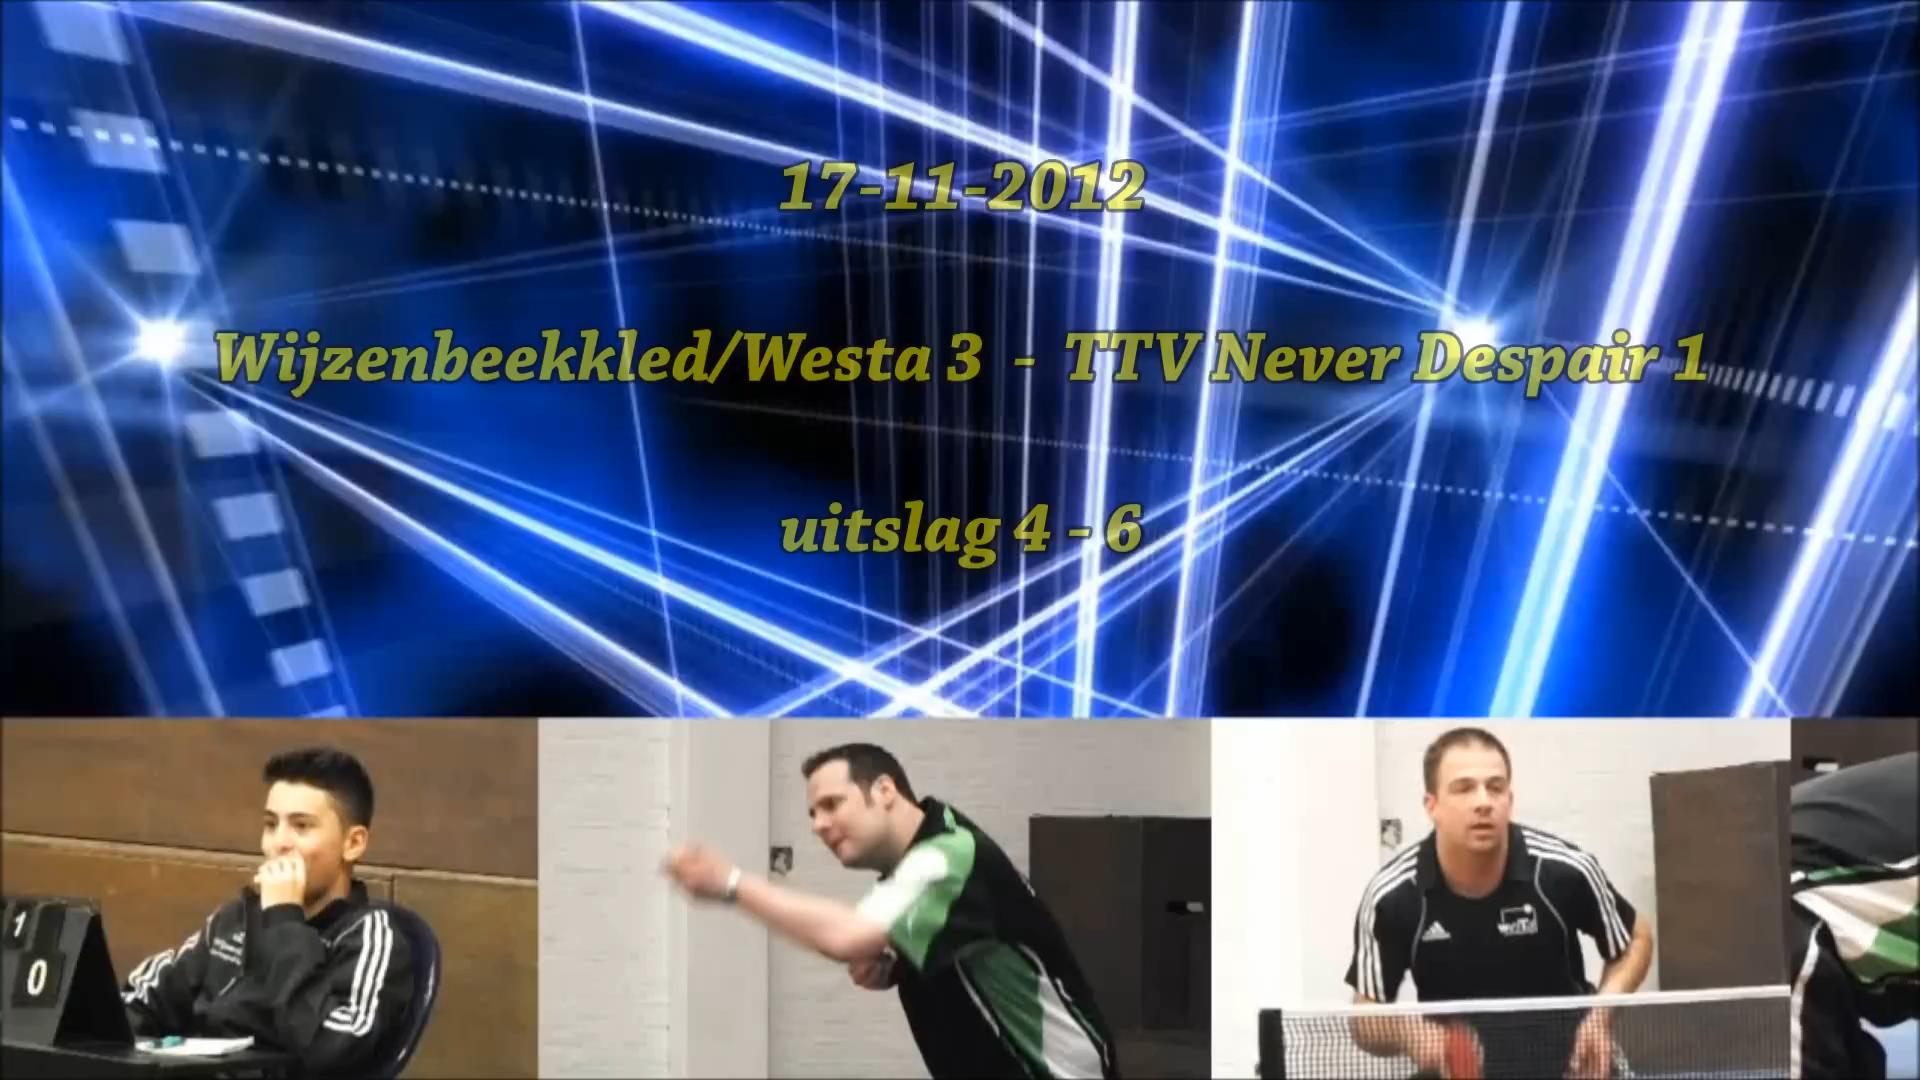 17-11-2012
Wijzenbeekkled/Westa 3 - TTV Never Despair 1
uitslag 4 - 6
1
0